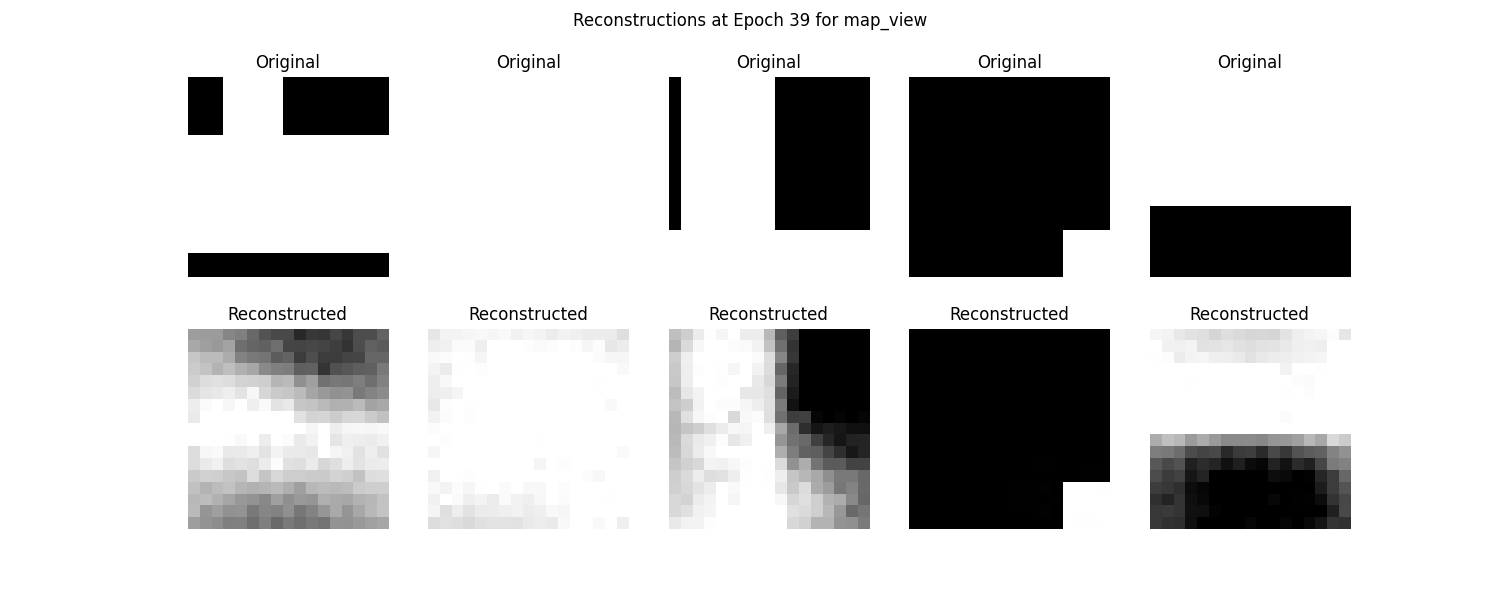 Reconstructions at Epoch 39 for map_view
Original
Original
Original
Original
Original
Reconstructed
Reconstructed
Reconstructed
Reconstructed
Reconstructed